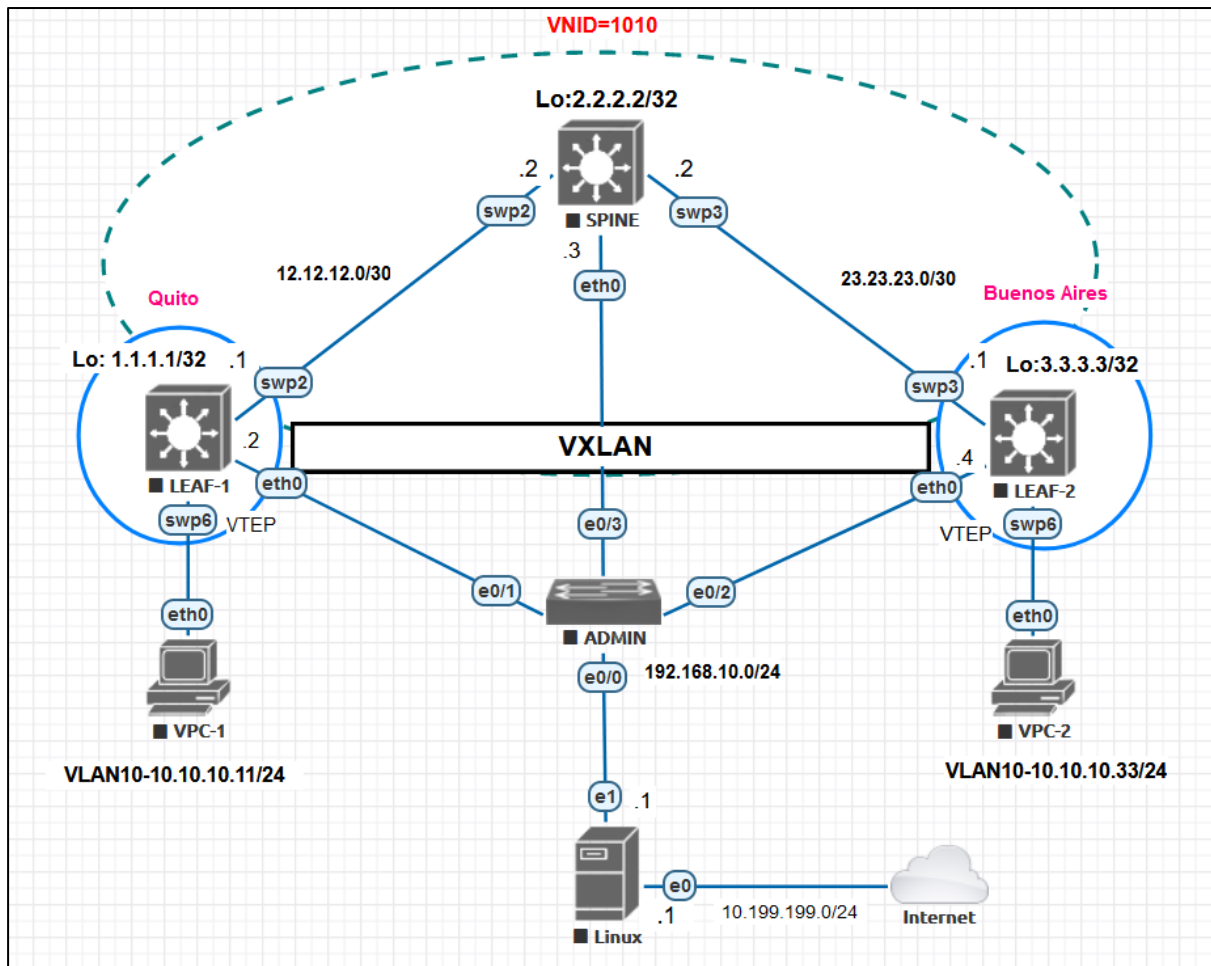 VNID=1010
Lo:2.2.2.2/32
.2
.2
swp2
swp3
SPINE
.3
12.12.12.0/30
eth0
23.23.23.0/30
Quito
Buenos Aires
Lo: 1.1.1.1/32
.1
swp2
swp3
.1
Lo:3.3.3.3/32
.2
VXLAN
.4
LEAF-1
eth0
eth0
LEAF-2
swp6
VTEP
e0/3
VTEP
swp6
e0/1
e0/2
eth0
eth0
ADMIN
e0/0
192.168.10.0/24
VPC-1
VPC-2
VLAN10-10.10.10.11/24
VLAN10-10.10.10.33/24
e1
.1
e0
.1
10.199.199.0/24
Internet
Linux